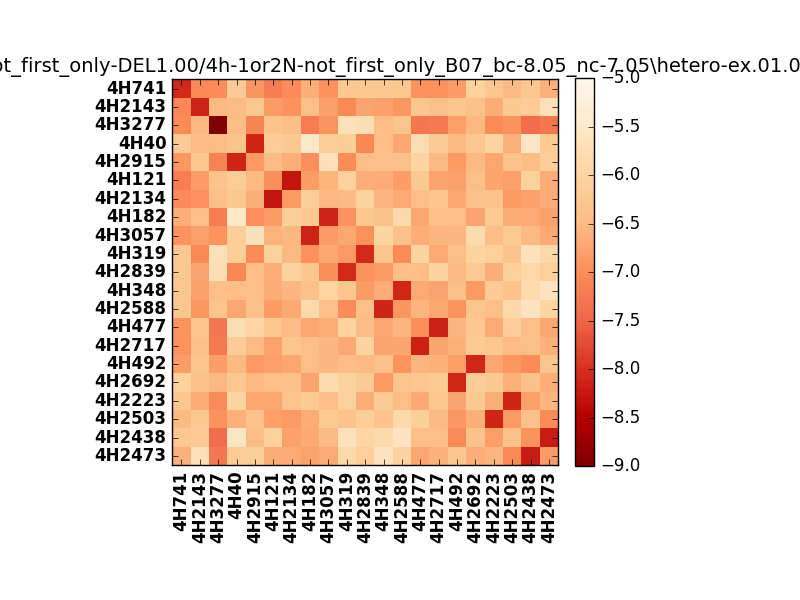 ot_first_only-DEL1.00/4h-1or2N-not_first_only_B07_bc-8.05_nc-7.05\hetero-ex.01.0
4H741
4H2143
4H3277
4H40
4H2915
4H121
4H2134
4H182
4H3057
4H319
4H2839
4H348
4H2588
4H477
4H2717
4H492
4H2692
4H2223
4H2503
4H2438
4H2473
4H741
4H2143
4H3277
4H40
4H2915
4H121
4H2134
4H182
4H3057
4H319
4H2839
4H348
4H2588
4H477
4H2717
4H492
4H2692
4H2223
4H2503
4H2438
4H2473
−5.0
−5.5
−6.0
−6.5
−7.0
−7.5
−8.0
−8.5
−9.0